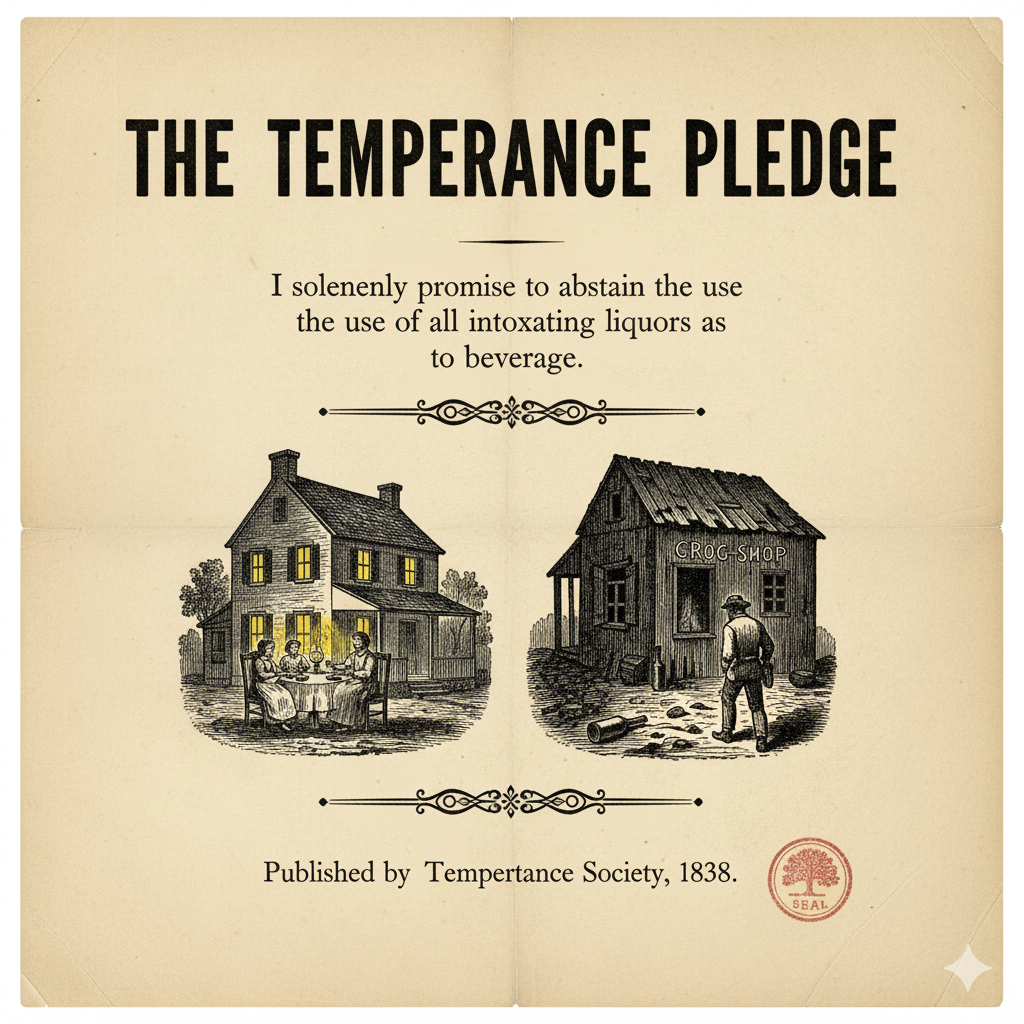 THE TEMPERANCE PLEDGE
I solenenly promise to abstain the use
the use of all intoxating liquors as
to beverage.
GROG-SHOP
Published by Tempertance Society, 1838.
SEAL